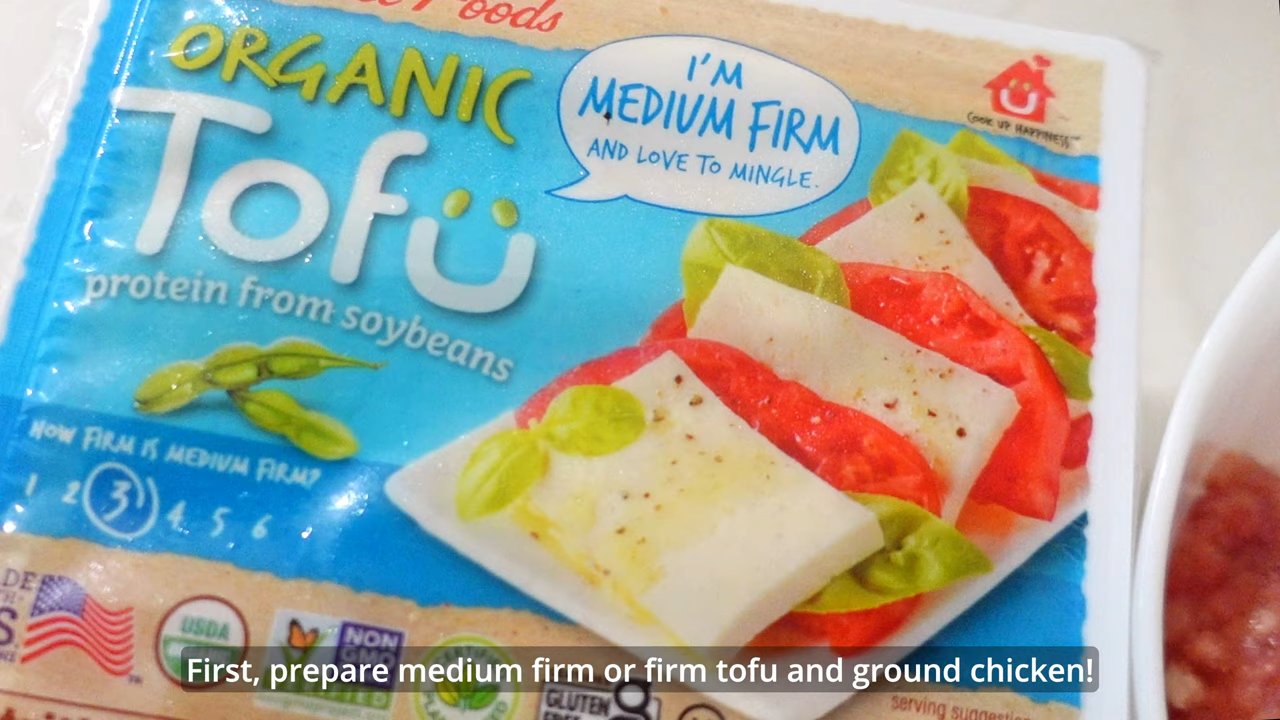 Foods
ORGANIC
Tofu
protein from soybeans
I'M
MEDIUM FIRM
AND LOVE TO MINGLE.
COOK UP HAPPINESS
HOW FIRM IS MEDIUM FIRM?
1 2 3 4 5 6
USDA
NON
GLUTEN
serving suggestion
First, prepare medium firm or firm tofu and ground chicken!